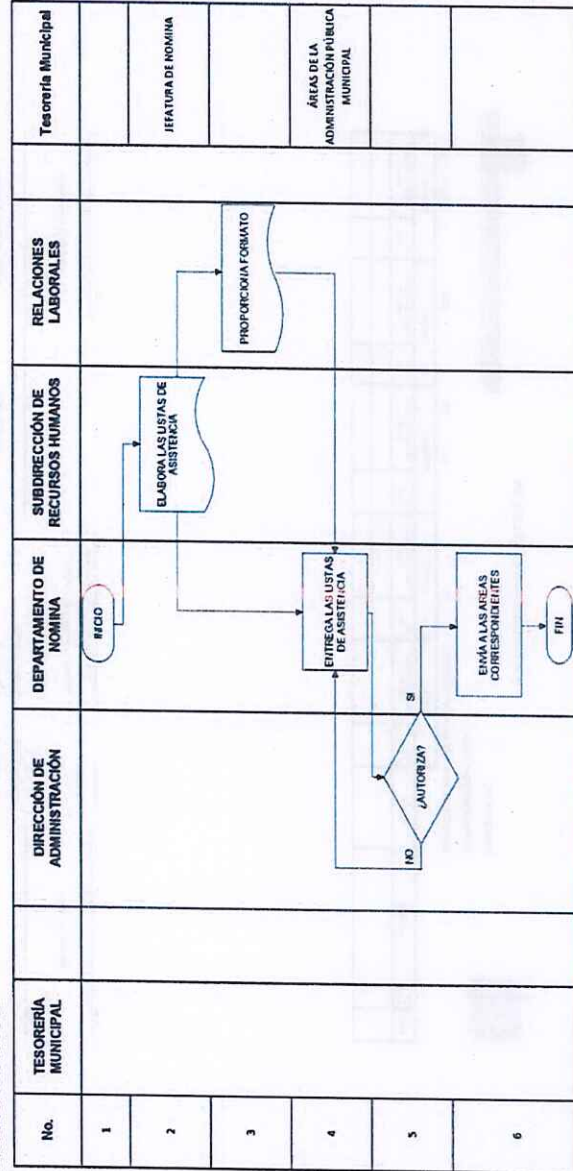 No.
TESORERÍA
MUNICIPAL
DIRECCIÓN DE
ADMINISTRACIÓN
DEPARTAMENTO DE
NOMINA
SUBDIRECCIÓN DE
RECURSOS HUMANOS
RELACIONES
LABORALES
Tesorería Municipal
1
INICIO
2
ELABORA LAS LISTAS DE
ASISTENCIA
JEFATURA DE NOMINA
3
PROPORCIONA FORMATO
4
ENTREGA LAS LISTAS
DE ASISTENCIA
ÁREAS DE LA
ADMINISTRACIÓN PÚBLICA
MUNICIPAL
5
NO
¿AUTORIZA?
SI
6
ENVÍA A LAS AREAS
CORRESPONDIENTES
FIN